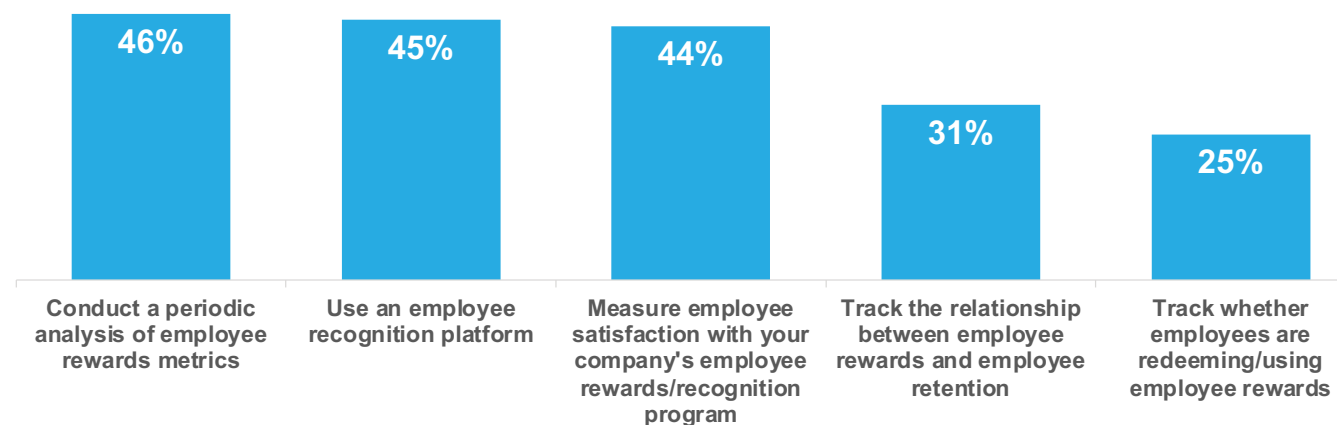 46%
45%
44%
31%
25%
Conduct a periodic
analysis of employee
rewards metrics
Use an employee
recognition platform
Measure employee
satisfaction with your
company's employee
rewards/recognition
program
Track the relationship
between employee
rewards and employee
retention
Track whether
employees are
redeeming/using
employee rewards